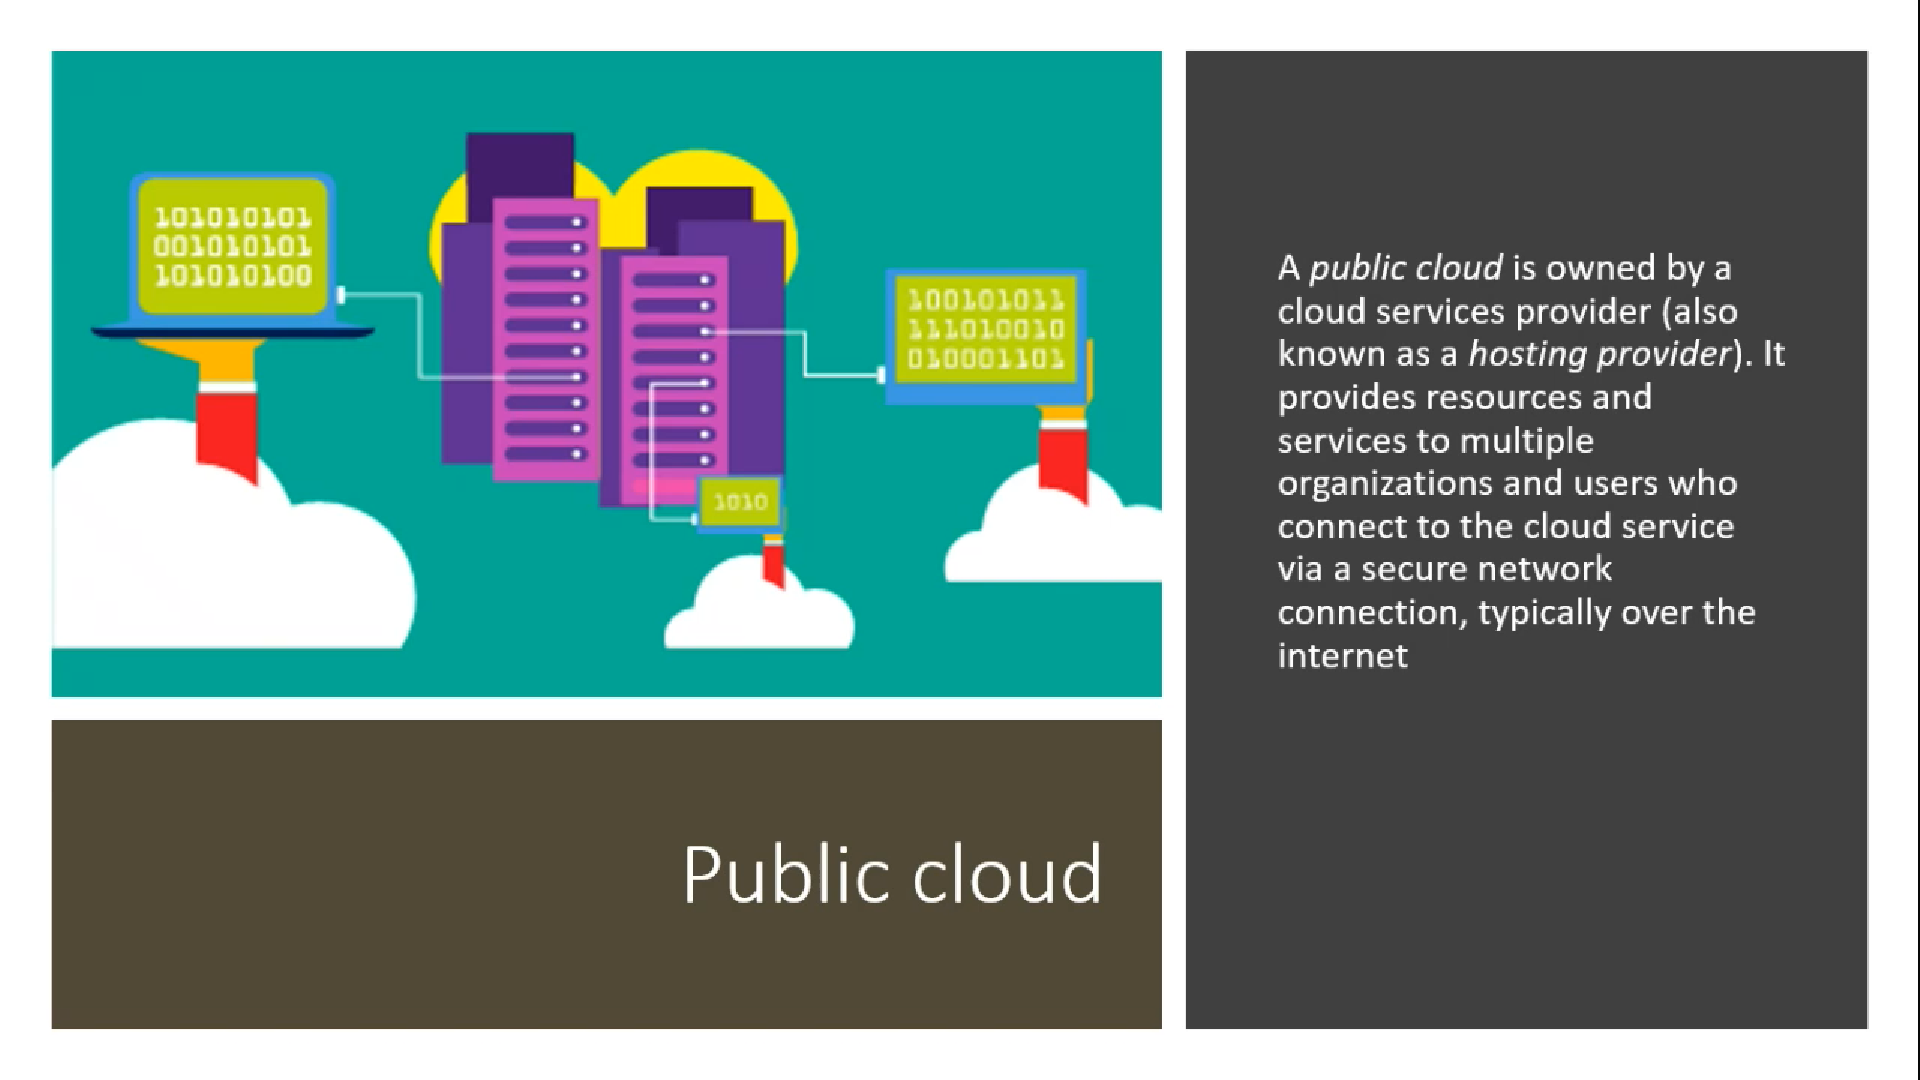 101010101
001010101
101010100
100101011
111010010
010001101
1010
Public cloud
A public cloud is owned by a
cloud services provider (also
known as a hosting provider). It
provides resources and
services to multiple
organizations and users who
connect to the cloud service
via a secure network
connection, typically over the
internet